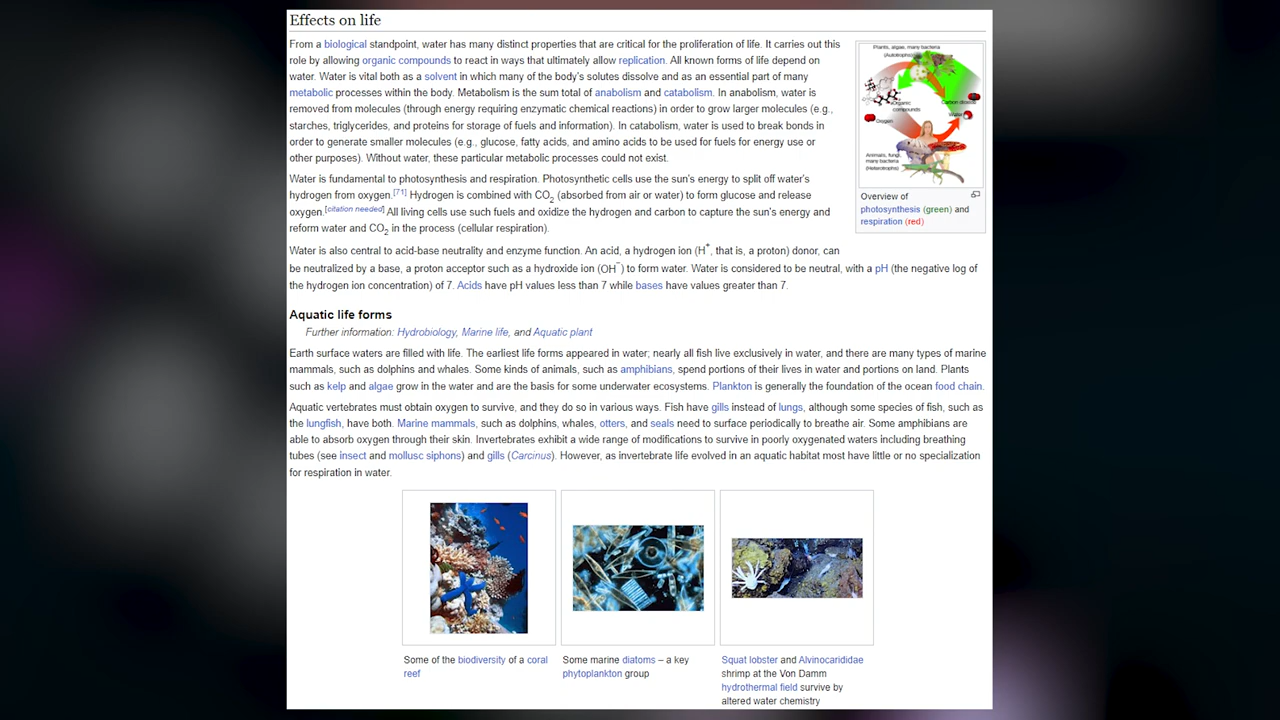 Effects on life
From a biological standpoint, water has many distinct properties that are critical for the proliferation of life. It carries out this
role by allowing organic compounds to react in ways that ultimately allow replication. All known forms of life depend on
water. Water is vital both as a solvent in which many of the body's solutes dissolve and as an essential part of many
metabolic processes within the body. Metabolism is the sum total of anabolism and catabolism. In anabolism, water is
removed from molecules (through energy requiring enzymatic chemical reactions) in order to grow larger molecules (e.g.,
starches, triglycerides, and proteins for storage of fuels and information). In catabolism, water is used to break bonds in
order to generate smaller molecules (e.g., glucose, fatty acids, and amino acids to be used for fuels for energy use or
other purposes). Without water, these particular metabolic processes could not exist.
Water is fundamental to photosynthesis and respiration. Photosynthetic cells use the sun's energy to split off water's
hydrogen from oxygen.[71] Hydrogen is combined with CO2 (absorbed from air or water) to form glucose and release
oxygen.[citation needed] All living cells use such fuels and oxidize the hydrogen and carbon to capture the sun's energy and
reform water and CO2 in the process (cellular respiration).
Plants, algae, many bacteria
(Autotrophs)
Organic
compounds
Carbon dioxide
Water
Oxygen
Animals, fungi,
many bacteria
(Heterotrophs)
Overview of
photosynthesis (green) and
respiration (red)
Water is also central to acid-base neutrality and enzyme function. An acid, a hydrogen ion (H+, that is, a proton) donor, can
be neutralized by a base, a proton acceptor such as a hydroxide ion (OH−) to form water. Water is considered to be neutral, with a pH (the negative log of
the hydrogen ion concentration) of 7. Acids have pH values less than 7 while bases have values greater than 7.
Aquatic life forms
Further information: Hydrobiology, Marine life, and Aquatic plant
Earth surface waters are filled with life. The earliest life forms appeared in water; nearly all fish live exclusively in water, and there are many types of marine
mammals, such as dolphins and whales. Some kinds of animals, such as amphibians, spend portions of their lives in water and portions on land. Plants
such as kelp and algae grow in the water and are the basis for some underwater ecosystems. Plankton is generally the foundation of the ocean food chain.
Aquatic vertebrates must obtain oxygen to survive, and they do so in various ways. Fish have gills instead of lungs, although some species of fish, such as
the lungfish, have both. Marine mammals, such as dolphins, whales, otters, and seals need to surface periodically to breathe air. Some amphibians are
able to absorb oxygen through their skin. Invertebrates exhibit a wide range of modifications to survive in poorly oxygenated waters including breathing
tubes (see insect and mollusc siphons) and gills (Carcinus). However, as invertebrate life evolved in an aquatic habitat most have little or no specialization
for respiration in water.
Some of the biodiversity of a coral
reef
Some marine diatoms – a key
phytoplankton group
Squat lobster and Alvinocarididae
shrimp at the Von Damm
hydrothermal field survive by
altered water chemistry